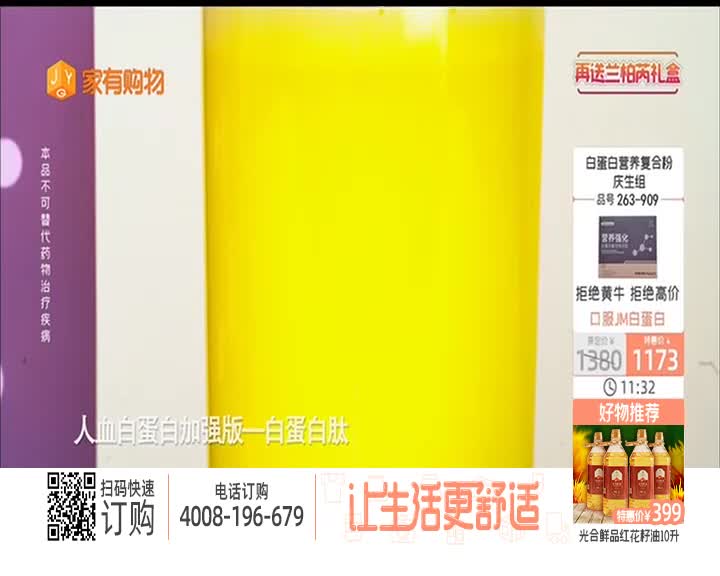 JYG 家有购物
再送兰柏芮礼盒
本品不可替代药物治疗疾病
白蛋白营养复合粉
庆生组
品号 263-909
营养强化
拒绝黄牛 拒绝高价
口服JM白蛋白
原定价¥
1380
特惠价¥
1173
11:32
好物推荐
特惠价¥399
光合鲜品红花籽油10升
人血白蛋白加强版—白蛋白肽
扫码快速
订购
电话订购
4008-196-679
让生活更舒适